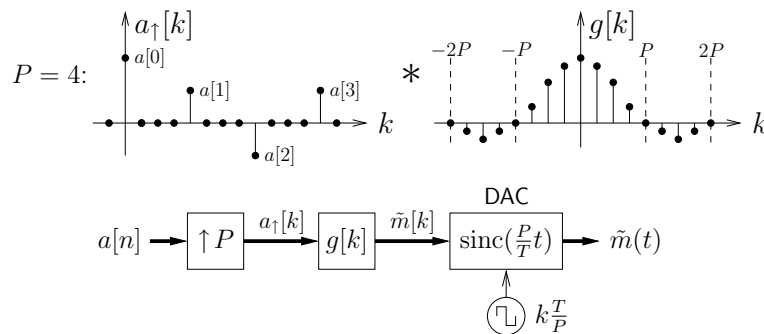 P = 4:
a↑[k]
a[0]
a[1]
a[2]
a[3]
k
*
g[k]
−2P
−P
P
2P
k
DAC
a[n]
↑P
a↑[k]
g[k]
m̃[k]
sinc(P/T t)
m̃(t)
k T/P